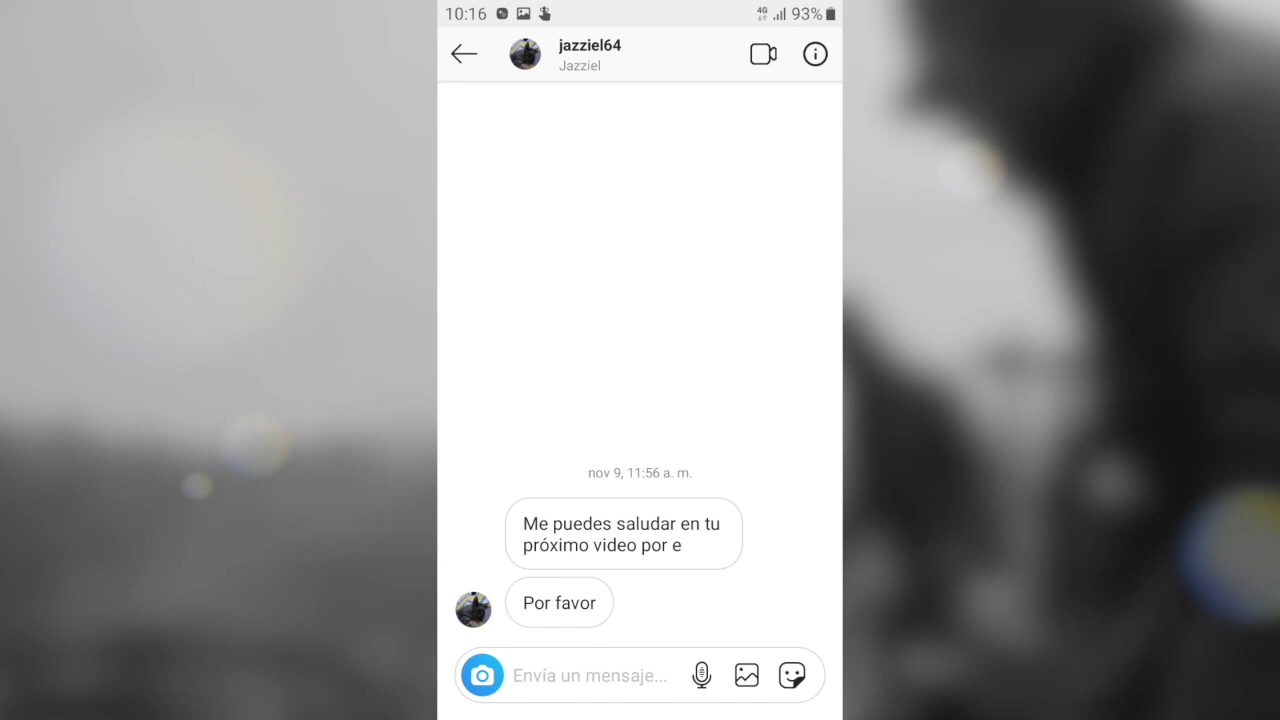 10:16 4G 93%
jazziel64
Jazziel
nov 9, 11:56 a. m.
Me puedes saludar en tu
próximo video por e
Por favor
Envía un mensaje...